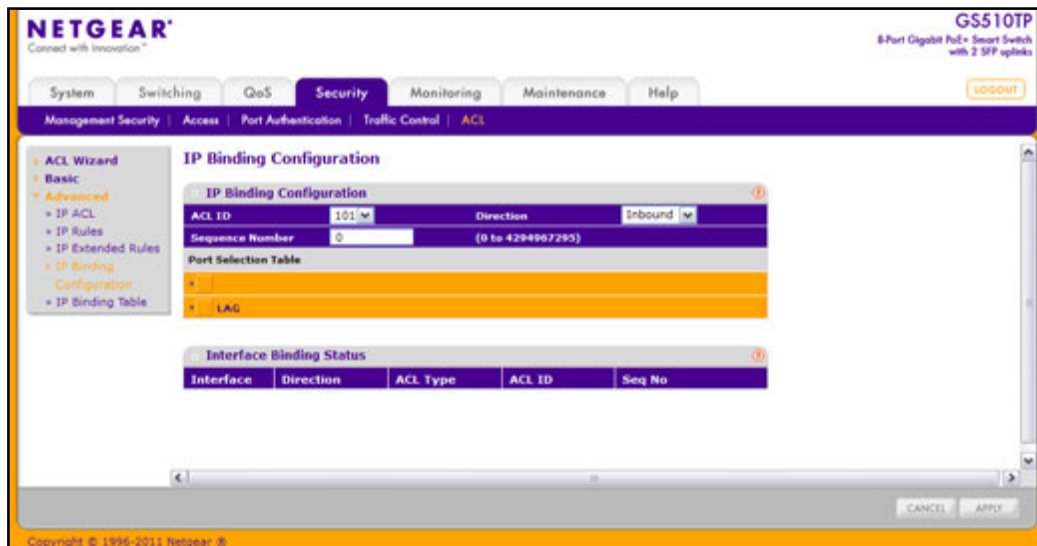 NETGEAR®
Connect with Innovation™
GS510TP
8-Port Gigabit PoE+ Smart Switch
with 2 SFP uplinks
System Switching QoS Security Monitoring Maintenance Help
LOGOUT
Management Security | Access | Port Authentication | Traffic Control | ACL
ACL Wizard
Basic
Advanced
IP ACL
IP Rules
IP Extended Rules
IP Binding
Configuration
IP Binding Table
IP Binding Configuration
IP Binding Configuration
ACL ID 101 Direction Inbound
Sequence Number 0 (0 to 4294967295)
Port Selection Table
LAG
Interface Binding Status
Interface Direction ACL Type ACL ID Seq No
CANCEL APPLY
Copyright © 1996-2011 Netgear ®